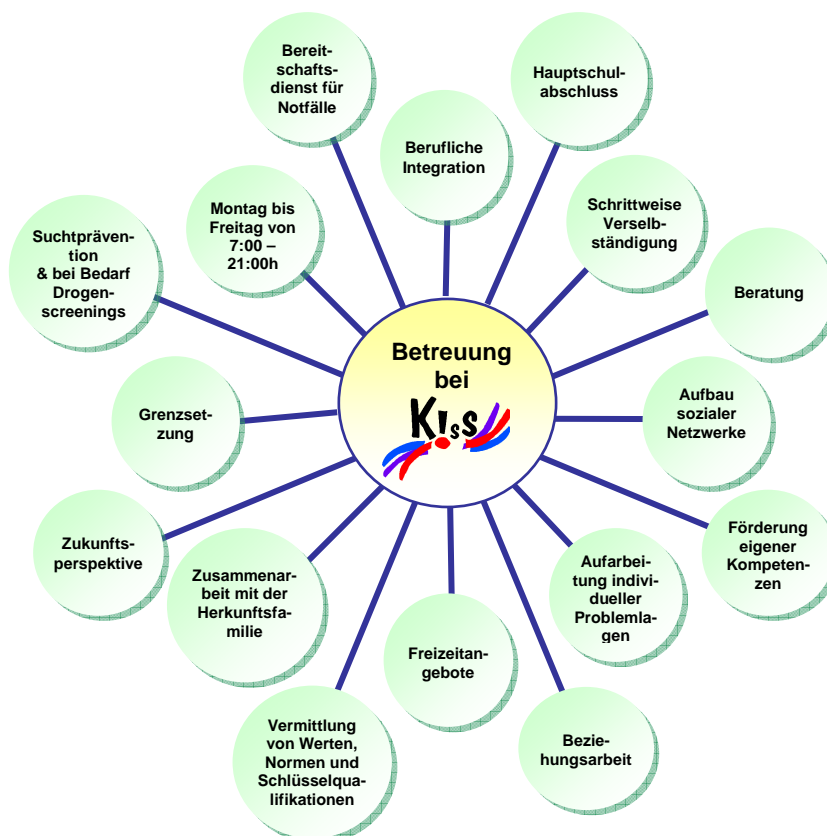 Betreuung
bei
K!ss
Bereit-
schafts-
dienst für
Notfälle
Berufliche
Integration
Hauptschul-
abschluss
Schrittweise
Verselb-
ständigung
Beratung
Aufbau
sozialer
Netzwerke
Förderung
eigener
Kompeten-
zen
Aufarbei-
tung indivi-
dueller
Problemla-
gen
Bezie-
hungsarbeit
Freizeitan-
gebote
Vermittlung
von Werten,
Normen und
Schlüsselqua-
lifikationen
Zusammenar-
beit mit der
Herkunftsfa-
milie
Zukunfts-
perspektive
Grenzset-
zung
Suchtpräven-
tion
& bei Bedarf
Drogen-
screenings
Montag bis
Freitag von
7:00 –
21:00h